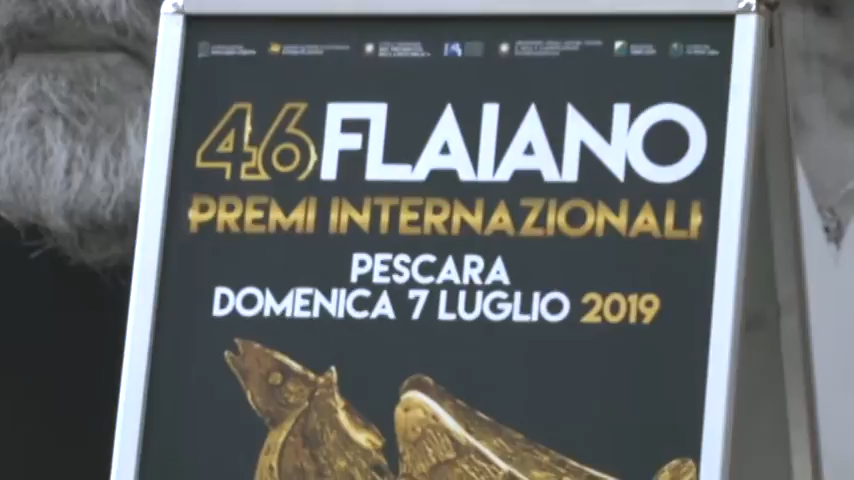 46 FLAIANO
PREMI INTERNAZIONALI
PESCARA
DOMENICA 7 LUGLIO 2019